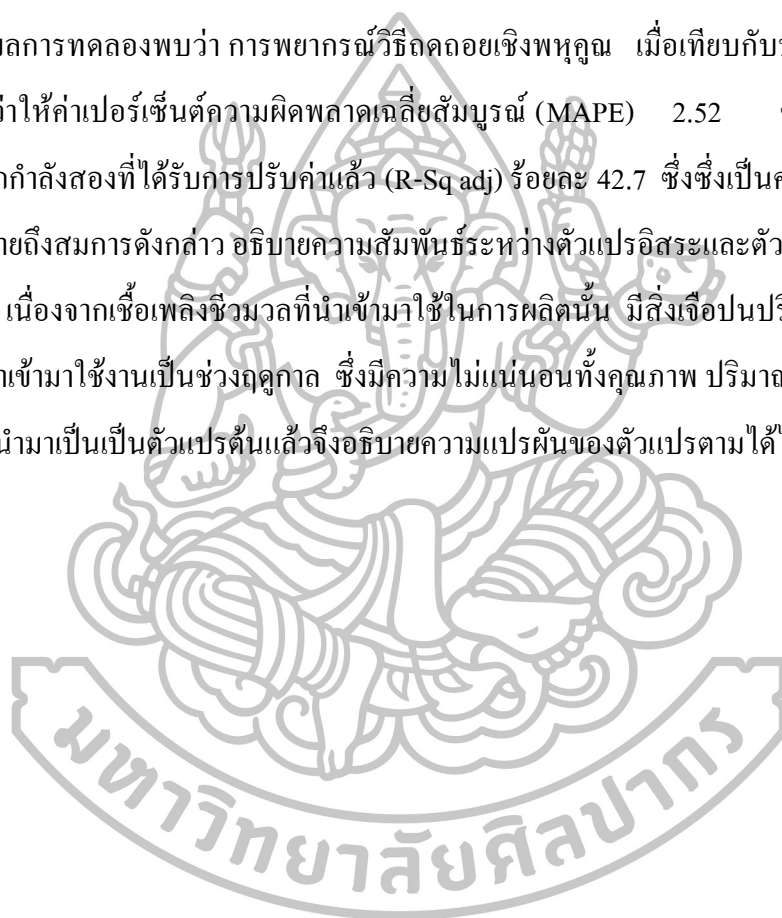 ผลการทดลองพบว่า การพยากรณ์วิธีถดถอยเชิงพหุคูณ เมื่อเทียบกับ
ว่าให้ค่าเปอร์เซ็นต์ความผิดพลาดเฉลี่ยสัมบูรณ์ (MAPE) 2.52
กกำลังสองที่ได้รับการปรับค่าแล้ว (R-Sq adj) ร้อยละ 42.7 ซึ่งซึ่งเป็น
ายถึงสมการดังกล่าว อธิบายความสัมพันธ์ระหว่างตัวแปรอิสระและตัว
เนื่องจากเชื้อเพลิงชีวมวลที่นำเข้ามาใช้ในการผลิตนั้น มีสิ่งเจือปนปริ
าเข้ามาใช้งานเป็นช่วงฤดูกาล ซึ่งมีความไม่แน่นอนทั้งคุณภาพ ปริมาณ
นำมาเป็นเป็นตัวแปรต้นแล้วจึงอธิบายความแปรผันของตัวแปรตามได้
มหาวิทยาลัยศิลปากร